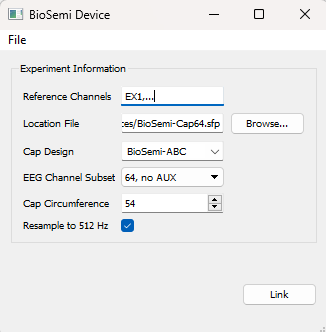 BioSemi Device
File
Experiment Information
Reference Channels EX1,...
Location File ces/BioSemi-Cap64.sfp Browse...
Cap Design BioSemi-ABC
EEG Channel Subset 64, no AUX
Cap Circumference 54
Resample to 512 Hz
Link